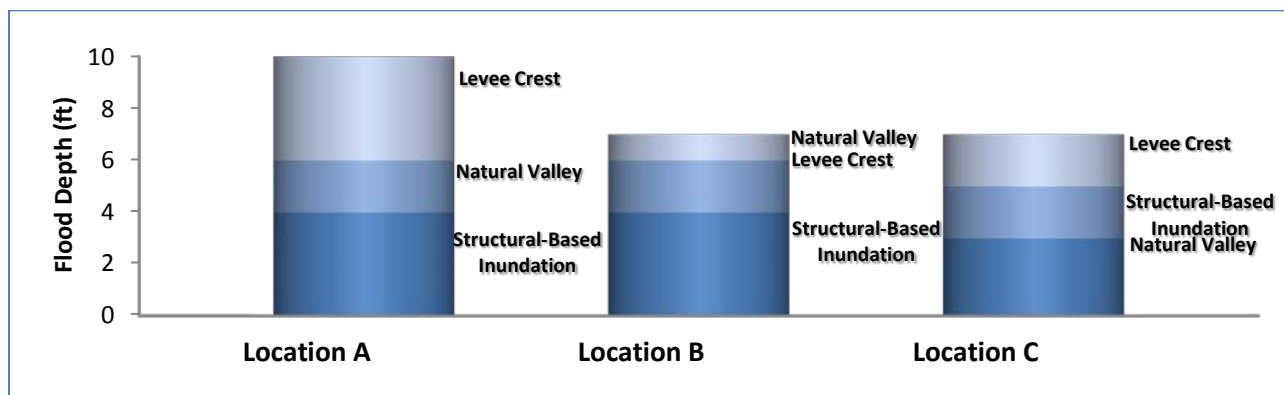 Flood Depth (ft)
10
8
6
4
2
0
Levee Crest
Natural Valley
Structural-Based
Inundation
Natural Valley
Levee Crest
Structural-Based
Inundation
Levee Crest
Structural-Based
Inundation
Natural Valley
Location A
Location B
Location C